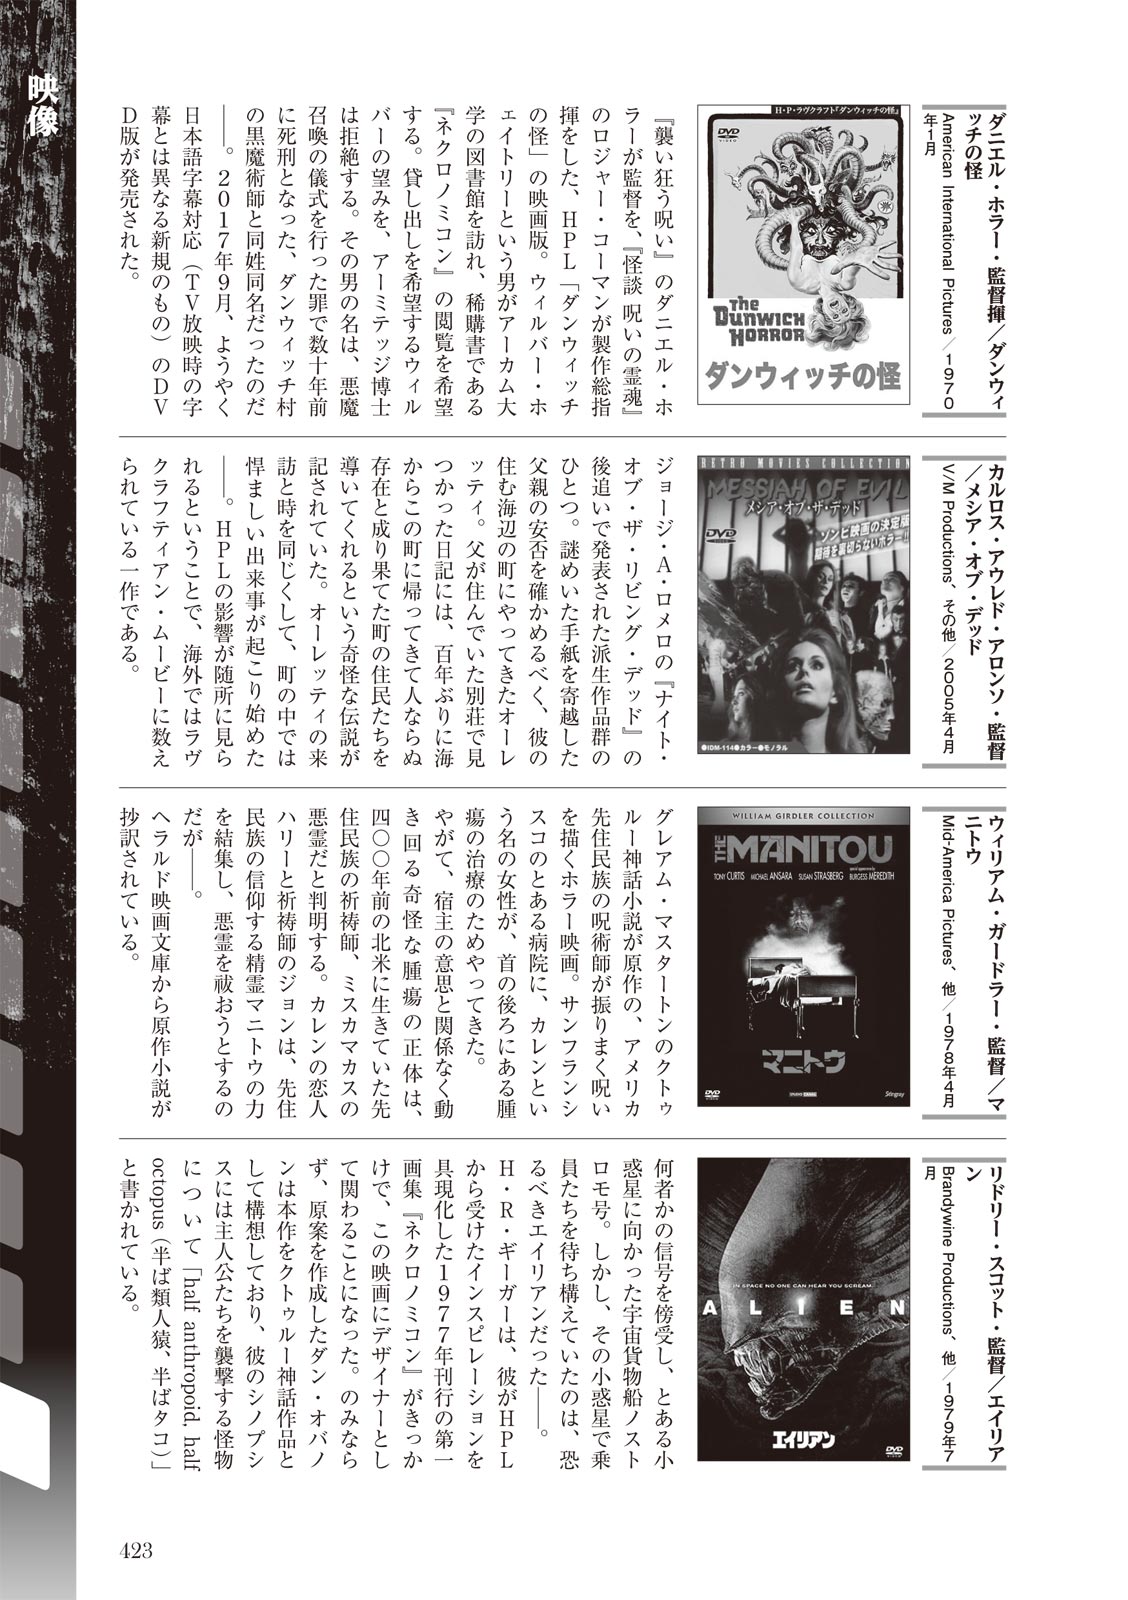 映像
ダニエル・ホラー・監督揮／ダンウィ
ッチの怪
American International Pictures／1970
年1月
H・P・ラヴクラフト『ダンウィッチの怪』
DVD
VIDEO
The
DUNWICH
HORROR
ダンウィッチの怪
『襲い狂う呪い』のダニエル・ホ
ラーが監督を、『怪談 呪いの霊魂』
のロジャー・コーマンが製作総指
揮をした、HPL「ダンウィッチ
の怪」の映画版。ウィルバー・ホ
ェイトリーという男がアーカム大
学の図書館を訪れ、稀購書である
『ネクロノミコン』の閲覧を希望
する。貸し出しを希望するウィル
バーの望みを、アーミテッジ博士
は拒絶する。その男の名は、悪魔
召喚の儀式を行った罪で数十年前
に死刑となった、ダンウィッチ村
の黒魔術師と同姓同名だったのだ
――。2017年9月、ようやく
日本語字幕対応（TV放映時の字
幕とは異なる新規のもの）のDV
D版が発売された。
カルロス・アウレド・アロンソ・監督
／メシア・オブ・デッド
V/M Productions、その他／2005年4月
RETRO MOVIES COLLECTION
MESSIAH OF EVIL
メシア・オブ・ザ・デッド
DVD
ゾンビ映画の決定版
期待を裏切らないホラー!!
●IDM-114●カラー●モノラル
ジョージ・A・ロメロの『ナイト・
オブ・ザ・リビング・デッド』の
後追いで発表された派生作品群の
ひとつ。謎めいた手紙を寄越した
父親の安否を確かめるべく、彼の
住む海辺の町にやってきたオーレ
ッティ。父が住んでいた別荘で見
つかった日記には、百年ぶりに海
からこの町に帰ってきて人ならぬ
存在と成り果てた町の住民たちを
導いてくれるという奇怪な伝説が
記されていた。オーレッティの来
訪と時を同じくして、町の中では
悍ましい出来事が起こり始めた
――。HPLの影響が随所に見ら
れるということで、海外ではラヴ
クラフティアン・ムービーに数え
られている一作である。
ウィリアム・ガードラー・監督／マ
ニトウ
Mid-America Pictures、他／1978年4月
WILLIAM GIRDLER COLLECTION
THE MANITOU
TONY CURTIS MICHAEL ANSARA SUSAN STRASBERG BURGESS MEREDITH
マニトウ
DVD
Stingray
グレアム・マスタートンのクトゥ
ルー神話小説が原作の、アメリカ
先住民族の呪術師が振りまく呪い
を描くホラー映画。サンフランシ
スコのとある病院に、カレンとい
う名の女性が、首の後ろにある腫
瘍の治療のためやってきた。
やがて、宿主の意思と関係なく動
き回る奇怪な腫瘍の正体は、
四〇〇年前の北米に生きていた先
住民族の祈祷師、ミスカマカスの
悪霊だと判明する。カレンの恋人
ハリーと祈祷師のジョンは、先住
民族の信仰する精霊マニトウの力
を結集し、悪霊を祓おうとするの
だが――。
ヘラルド映画文庫から原作小説が
抄訳されている。
リドリー・スコット・監督／エイリア
ン
Brandywine Productions、他／1979年7
月
IN SPACE NO ONE CAN HEAR YOU SCREAM.
ALIEN
エイリアン
DVD
何者かの信号を傍受し、とある小
惑星に向かった宇宙貨物船ノスト
ロモ号。しかし、その小惑星で乗
員たちを待ち構えていたのは、恐
るべきエイリアンだった――。
H・R・ギーガーは、彼がHPL
から受けたインスピレーションを
具現化した1977年刊行の第一
画集『ネクロノミコン』がきっか
けで、この映画にデザイナーとし
て関わることになった。のみなら
ず、原案を作成したダン・オバノ
ンは本作をクトゥルー神話作品と
して構想しており、彼のシノプシ
スには主人公たちを襲撃する怪物
について「half anthropoid, half
octopus（半ば類人猿、半ばタコ）」
と書かれている。
423